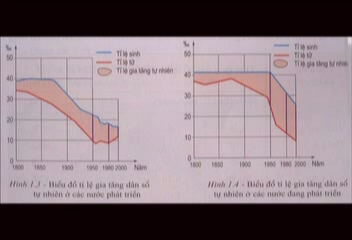 ‰
Tỉ lệ sinh
Tỉ lệ tử
Tỉ lệ gia tăng tự nhiên
50
40
30
20
10
0
1800 1850 1900 1950 1980 2000 Năm
Hình 1.3 - Biểu đồ tỉ lệ gia tăng dân số
tự nhiên ở các nước phát triển
‰
Tỉ lệ sinh
Tỉ lệ tử
Tỉ lệ gia tăng tự nhiên
50
40
30
20
10
0
1800 1850 1900 1950 1980 2000 Năm
Hình 1.4 - Biểu đồ tỉ lệ gia tăng dân số
tự nhiên ở các nước đang phát triển